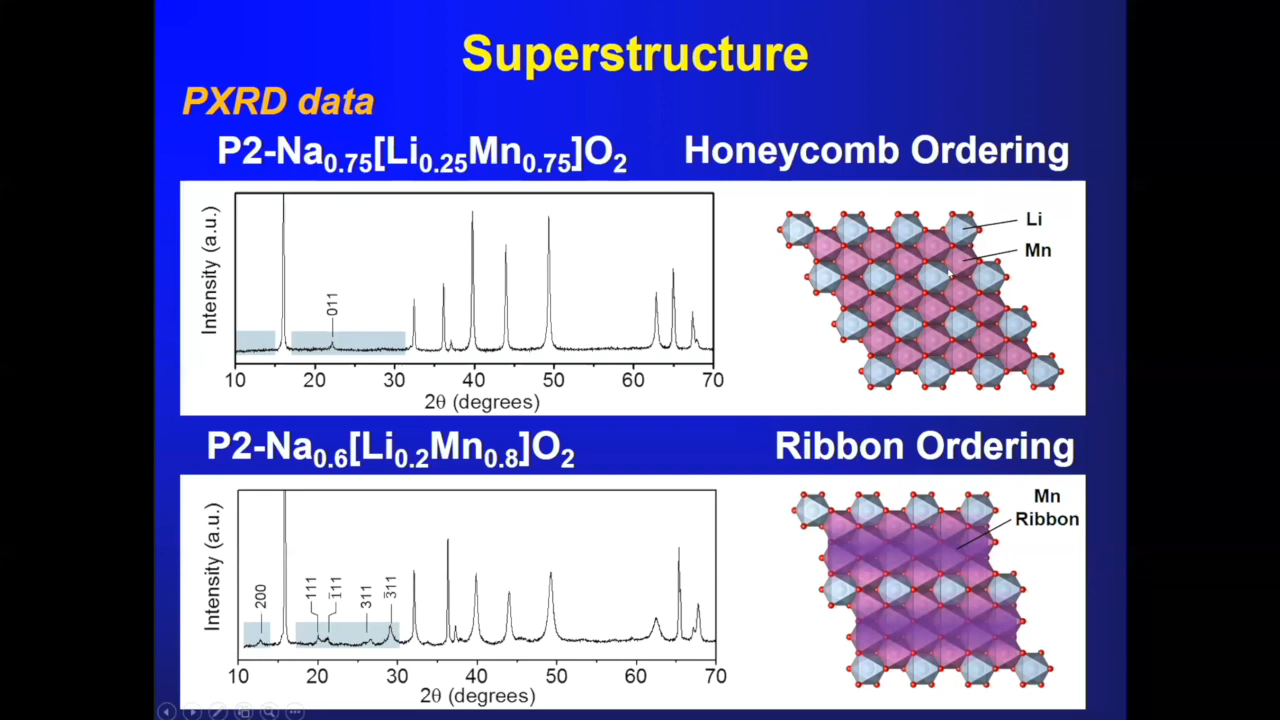 Superstructure
PXRD data
P2-Na0.75[Li0.25Mn0.75]O2
Honeycomb Ordering
Intensity (a.u.)
011
10 20 30 40 50 60 70
2θ (degrees)
Li
Mn
P2-Na0.6[Li0.2Mn0.8]O2
Ribbon Ordering
Intensity (a.u.)
200
111
1̅11
311
3̅11
10 20 30 40 50 60 70
2θ (degrees)
Mn
Ribbon